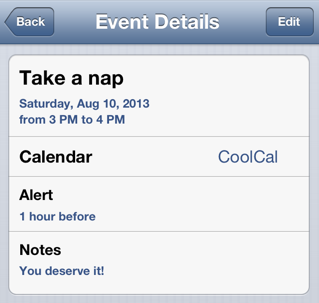 Back Event Details Edit
Take a nap
Saturday, Aug 10, 2013
from 3 PM to 4 PM
Calendar CoolCal
Alert
1 hour before
Notes
You deserve it!